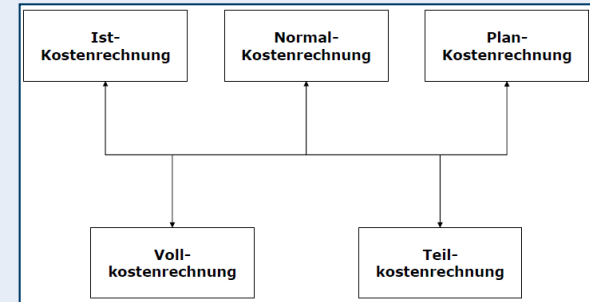 Ist-
Kostenrechnung
Normal-
Kostenrechnung
Plan-
Kostenrechnung
Voll-
kostenrechnung
Teil-
kostenrechnung